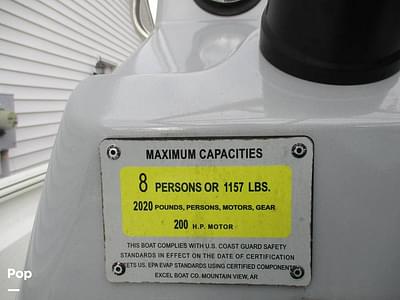 MAXIMUM CAPACITIES
8 PERSONS OR 1157 LBS.
2020 POUNDS, PERSONS, MOTORS, GEAR
200 H.P. MOTOR
THIS BOAT COMPLIES WITH U.S. COAST GUARD SAFETY
STANDARDS IN EFFECT ON THE DATE OF CERTIFICATION
MEETS US. EPA EVAP STANDARDS USING CERTIFIED COMPONENTS
EXCEL BOAT CO. MOUNTAIN VIEW, AR
Pop